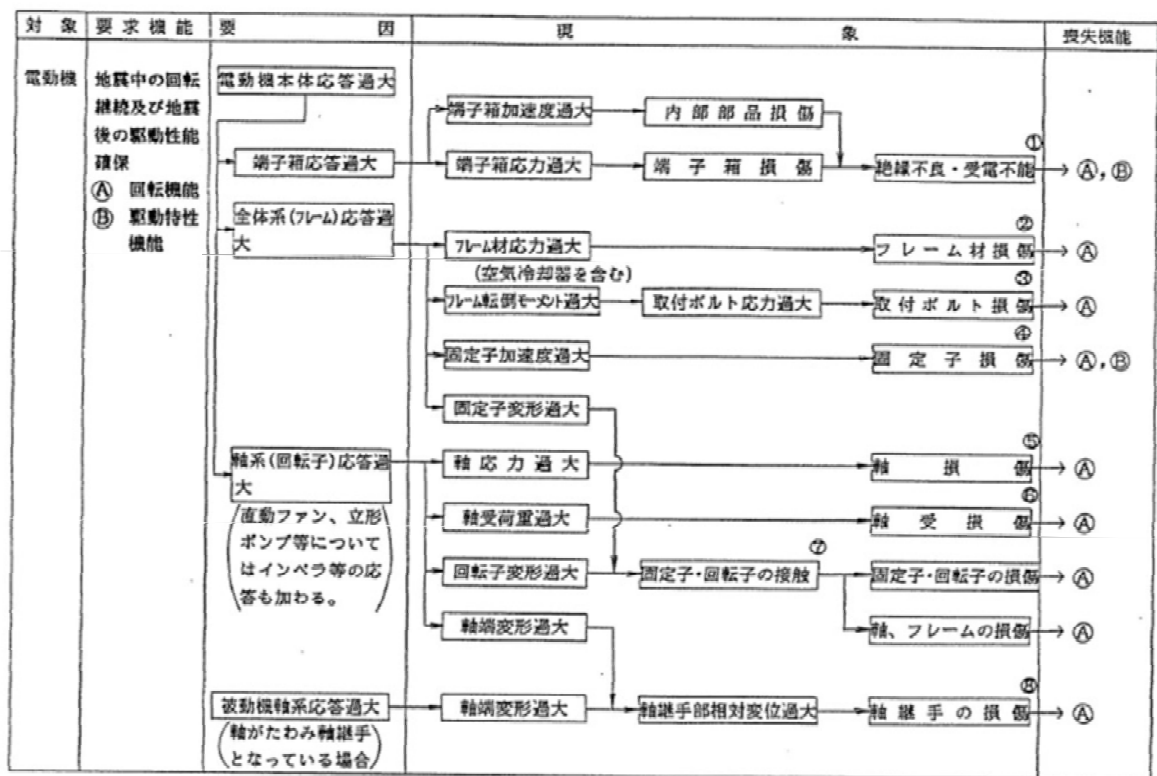 対象 要求機能 要因 現象 喪失機能
電動機
地震中の回転
継続及び地震
後の駆動性能
確保
Ⓐ 回転機能
Ⓑ 駆動特性
機能
電動機本体応答過大
端子箱加速度過大 内部部品損傷
①
端子箱応答過大 端子箱応力過大 端子箱損傷 絶縁不良・受電不能 Ⓐ, Ⓑ
全体系(フレーム)応答過
大
②
フレーム材応力過大 フレーム材損傷 Ⓐ
(空気冷却器を含む)
③
フレーム転倒モーメント過大 取付ボルト応力過大 取付ボルト損傷 Ⓐ
④
固定子加速度過大 固定子損傷 Ⓐ, Ⓑ
固定子変形過大
⑤
軸系(回転子)応答過
大
軸応力過大 軸損傷 Ⓐ
(直動ファン、立形
ポンプ等について
はインペラ等の応
答も加わる。)
⑥
軸受荷重過大 軸受損傷 Ⓐ
⑦
回転子変形過大 固定子・回転子の接触 固定子・回転子の損傷 Ⓐ
軸端変形過大 軸、フレームの損傷 Ⓐ
⑧
被動機軸系応答過大 軸端変形過大 軸継手部相対変位過大 軸継手の損傷 Ⓐ
(軸がたわみ軸継手
となっている場合)